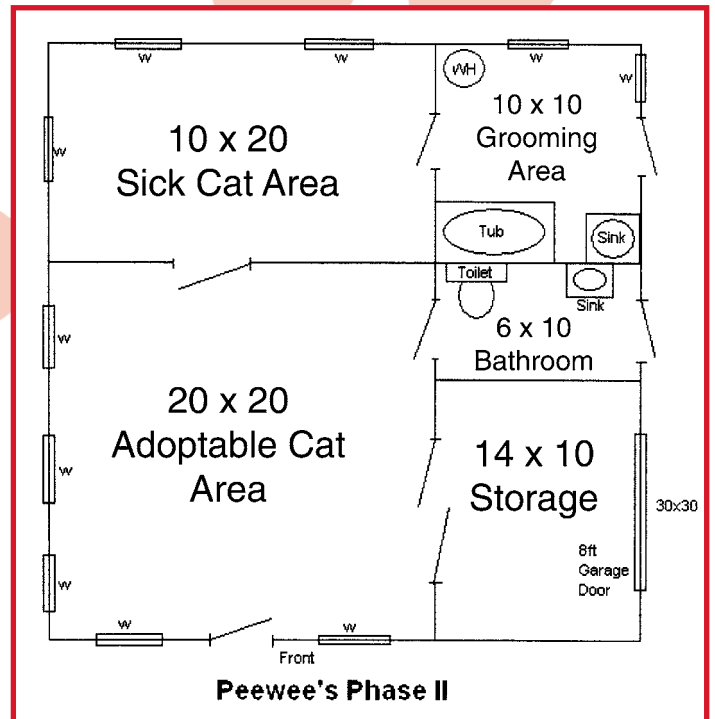 W
W
W
WH
W
W
10 x 20
Sick Cat Area
10 x 10
Grooming
Area
Tub
Sink
Toilet
Sink
6 x 10
Bathroom
W
20 x 20
Adoptable Cat
Area
W
W
14 x 10
Storage
30x30
8ft
Garage
Door
W
W
Front
Peewee's Phase II